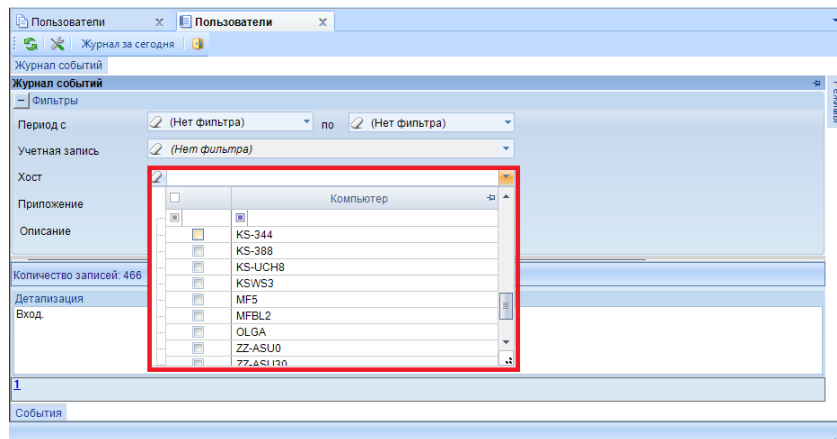 Пользователи
Пользователи
Журнал за сегодня
Журнал событий
Журнал событий
Фильтры
Период с (Нет фильтра) по (Нет фильтра)
Учетная запись (Нет фильтра)
Хост
Компьютер
Приложение
Описание
KS-344
KS-388
KS-UCH8
KSWS3
MF5
MFBL2
OLGA
ZZ-ASU0
ZZ-ASU30
Количество записей: 466
Детализация
Вход.
1
События